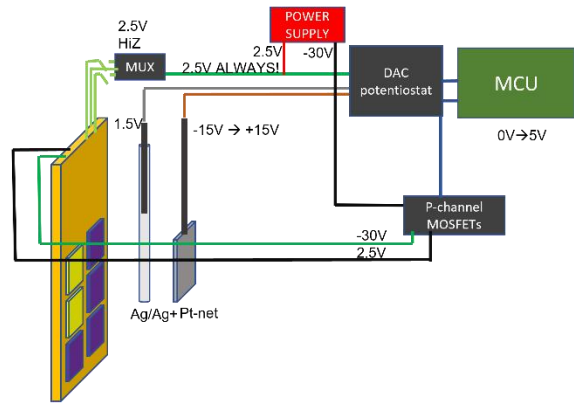 2.5V
HiZ
MUX
POWER
SUPPLY
2.5V
-30V
2.5V ALWAYS!
DAC
potentiostat
MCU
0V→5V
1.5V
-15V → +15V
P-channel
MOSFETs
-30V
2.5V
Ag/Ag+ Pt-net